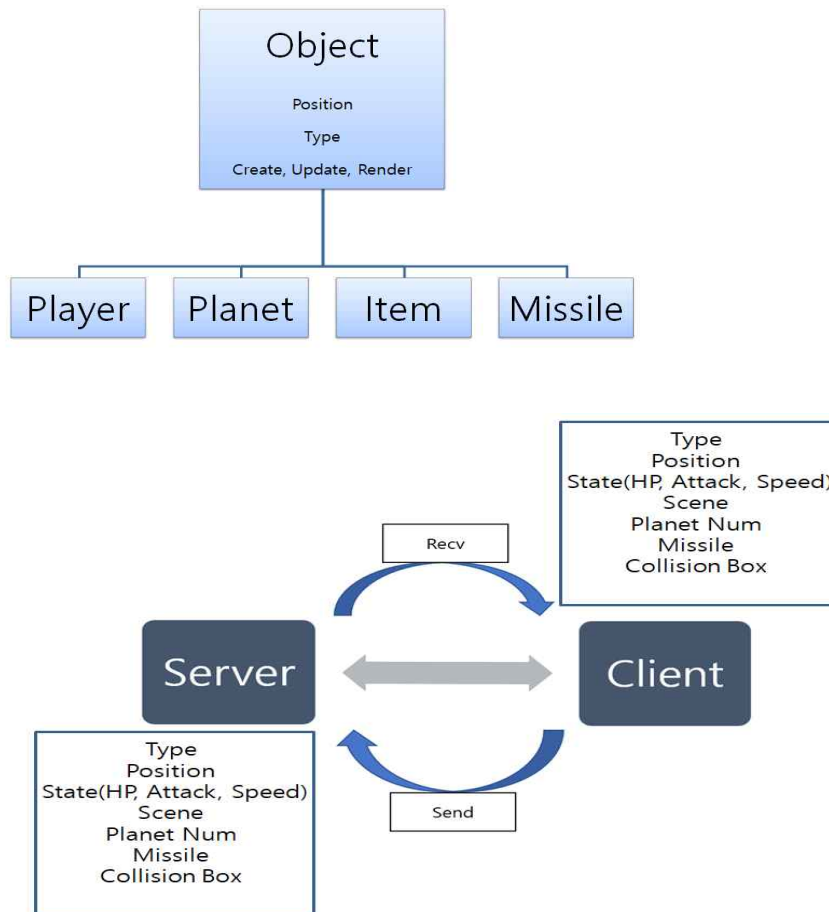 Object
Position
Type
Create, Update, Render
Player
Planet
Item
Missile
Type
Position
State(HP, Attack, Speed)
Scene
Planet Num
Missile
Collision Box
Recv
Server
Client
Type
Position
State(HP, Attack, Speed)
Scene
Planet Num
Missile
Collision Box
Send